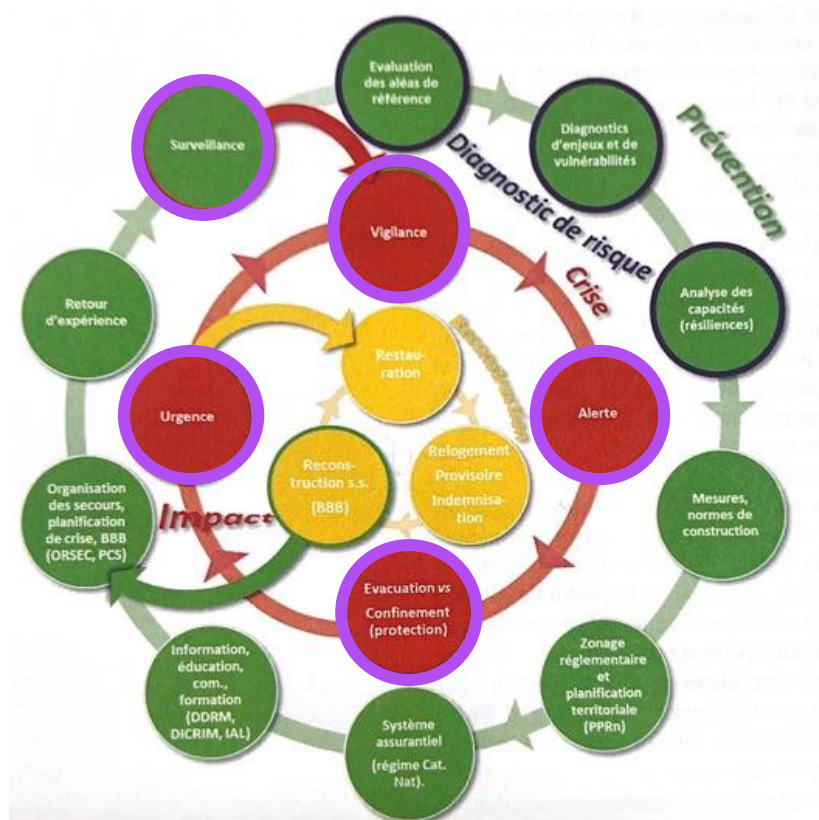 Evaluation
des aléas de
référence
Diagnostics
d'enjeux et de
vulnérabilités
Prévention
Surveillance
Diagnostic de risque
Vigilance
Crise
Analyse des
capacités
(résiliences)
Retour
d'expérience
Restau-
ration
Reconstruction
Urgence
Alerte
Relogement
Provisoire
Indemnisa-
tion
Recons-
truction s.s.
(BBB)
Mesures,
normes de
construction
Organisation
des secours,
planification
de crise, BBB
(ORSEC, PCS)
Impact
Evacuation vs
Confinement
(protection)
Information,
éducation,
com.,
formation
(DDRM,
DICRIM, IAL)
Zonage
réglementaire
et
planification
territoriale
(PPRn)
Système
assurantiel
(régime Cat.
Nat).